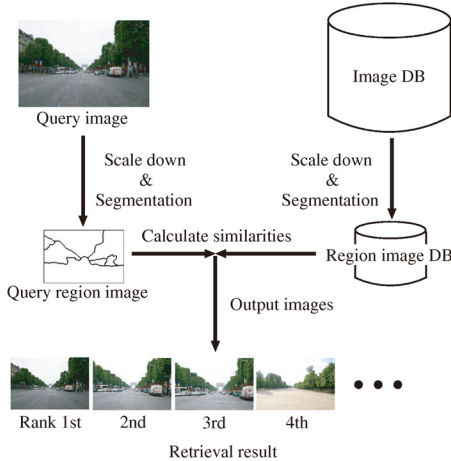 Image DB
Query image
Scale down
&
Segmentation
Scale down
&
Segmentation
Calculate similarities
Query region image
Region image DB
Output images
Rank 1st
2nd
3rd
4th
Retrieval result